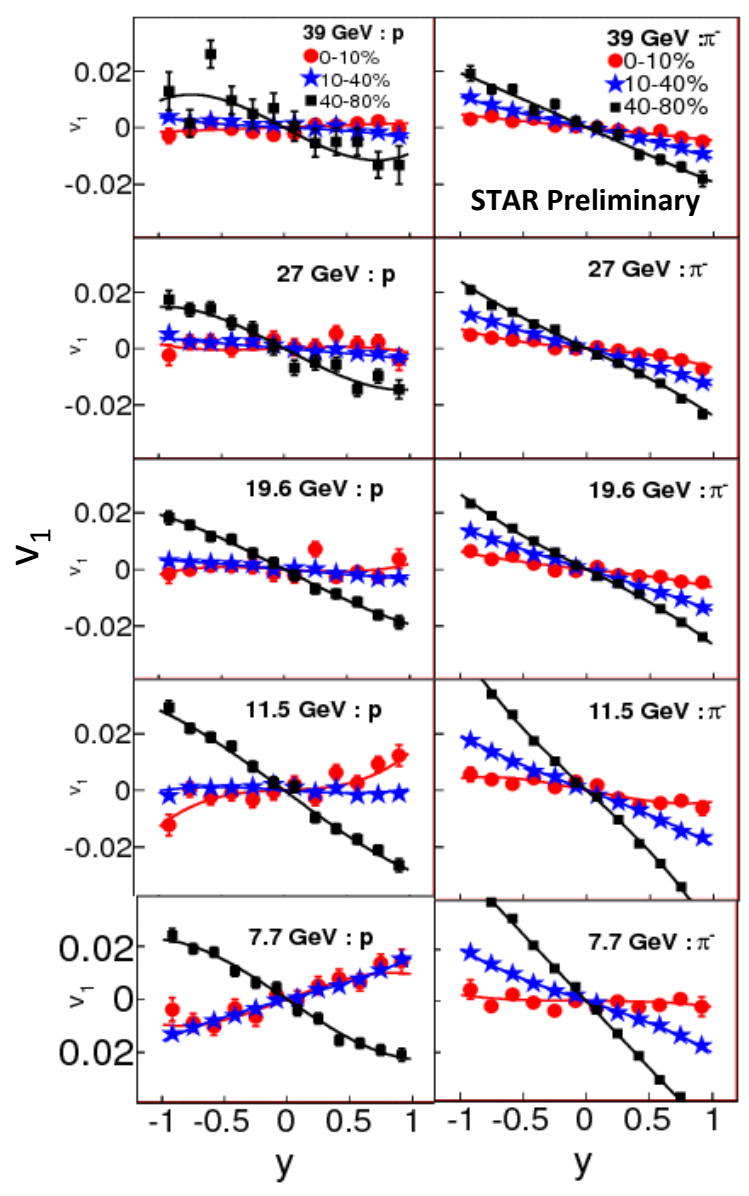 39 GeV : p
0-10%
10-40%
40-80%
39 GeV :π-
0-10%
10-40%
40-80%
STAR Preliminary
0.02
0
-0.02
v1
27 GeV : p
27 GeV : π-
0.02
0
-0.02
v1
19.6 GeV : p
19.6 GeV : π-
0.02
0
-0.02
v1
v1
11.5 GeV : p
11.5 GeV : π-
0.02
0
-0.02
v1
7.7 GeV : p
7.7 GeV : π-
0.02
0
0.02
v1
-1 -0.5 0 0.5 1
-1 -0.5 0 0.5 1
y
y